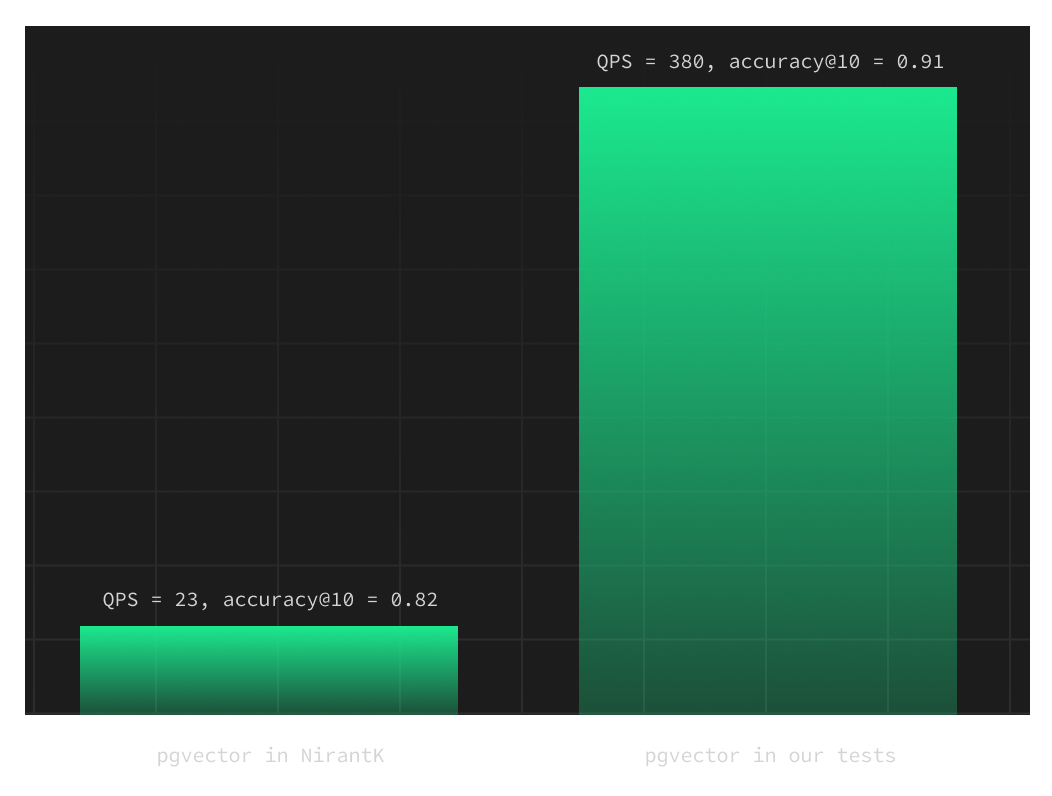 QPS = 380, accuracy@10 = 0.91
QPS = 23, accuracy@10 = 0.82
pgvector in NirantK
pgvector in our tests